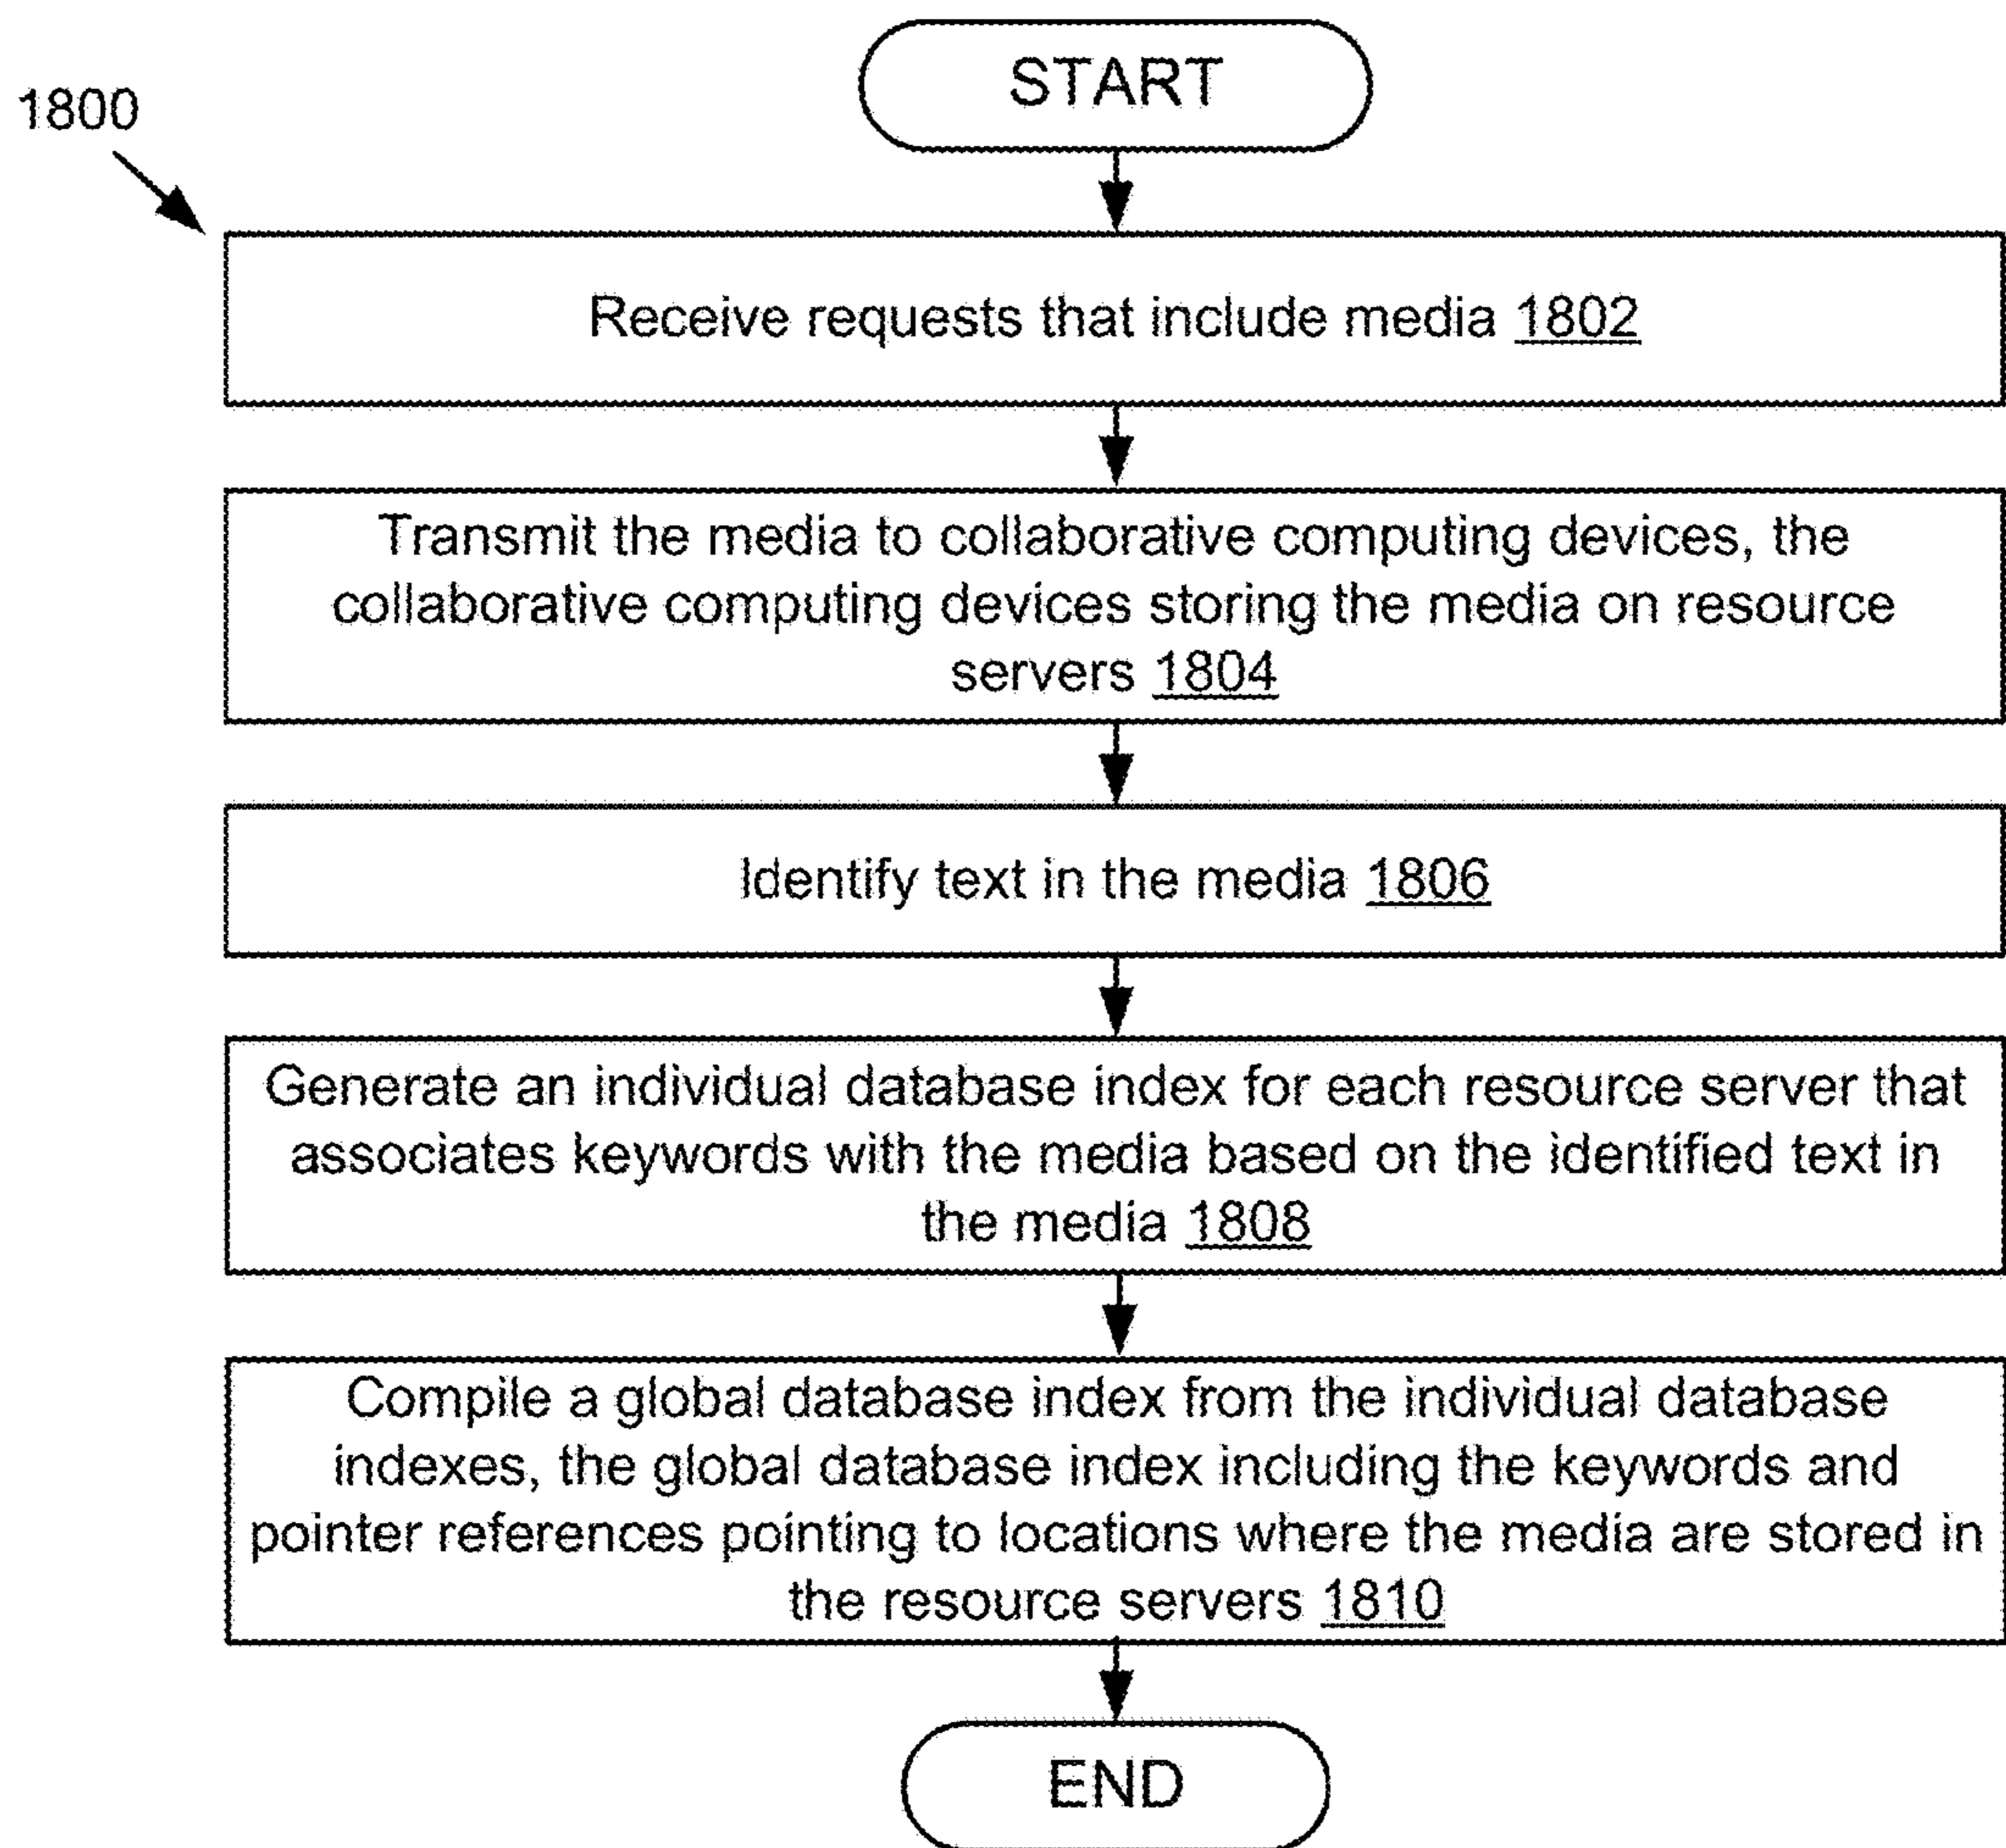 START
1800
Receive requests that include media 1802
Transmit the media to collaborative computing devices, the
collaborative computing devices storing the media on resource
servers 1804
Identify text in the media 1806
Generate an individual database index for each resource server that
associates keywords with the media based on the identified text in
the media 1808
Compile a global database index from the individual database
indexes, the global database index including the keywords and
pointer references pointing to locations where the media are stored in
the resource servers 1810
END